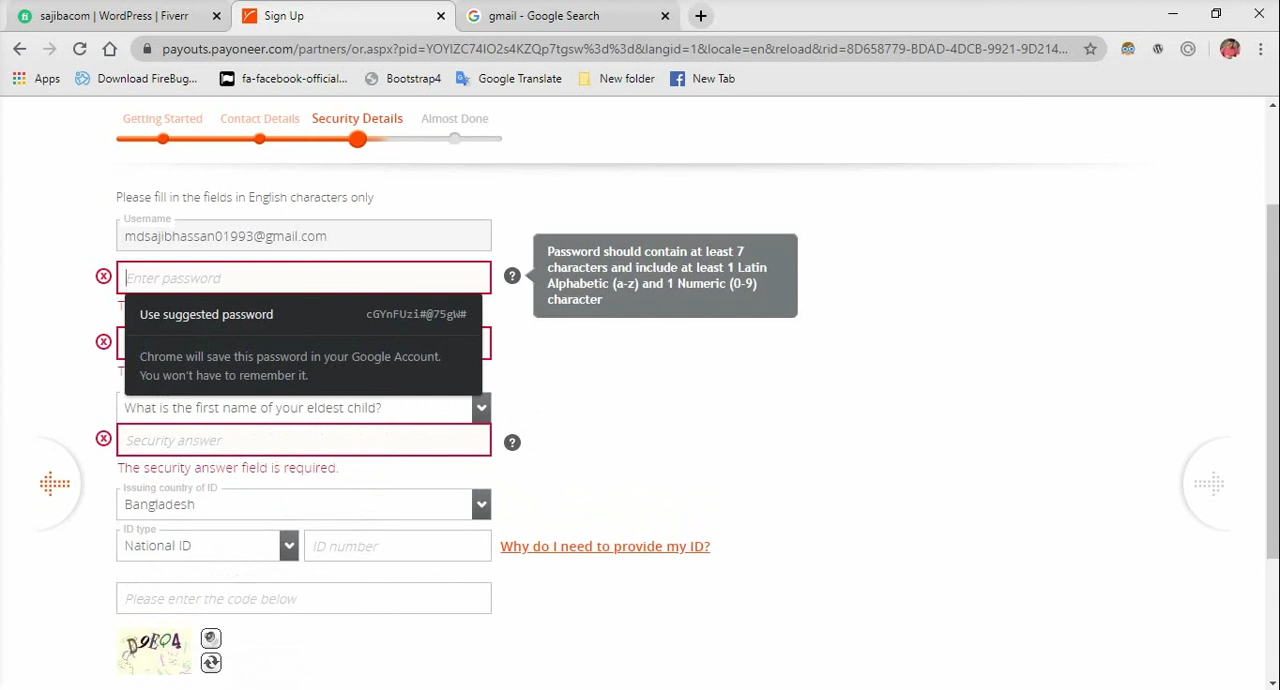 sajibacom | WordPress | Fiverr
Sign Up
gmail - Google Search
payouts.payoneer.com/partners/or.aspx?pid=YOYIZC74IO2s4KZQp7tgsw%3d%3d&langid=1&locale=en&reload&rid=8D658779-BDAD-4DCB-9921-9D214...
Apps
Download FireBug...
fa-facebook-official...
Bootstrap4
Google Translate
New folder
New Tab
Getting Started
Contact Details
Security Details
Almost Done
Please fill in the fields in English characters only
Username
mdsajibhassan01993@gmail.com
Enter password
Password should contain at least 7
characters and include at least 1 Latin
Alphabetic (a-z) and 1 Numeric (0-9)
character
Use suggested password cGYnFUzi#@75gW#
Chrome will save this password in your Google Account.
You won't have to remember it.
What is the first name of your eldest child?
Security answer
The security answer field is required.
Issuing country of ID
Bangladesh
ID type
National ID
ID number
Why do I need to provide my ID?
Please enter the code below